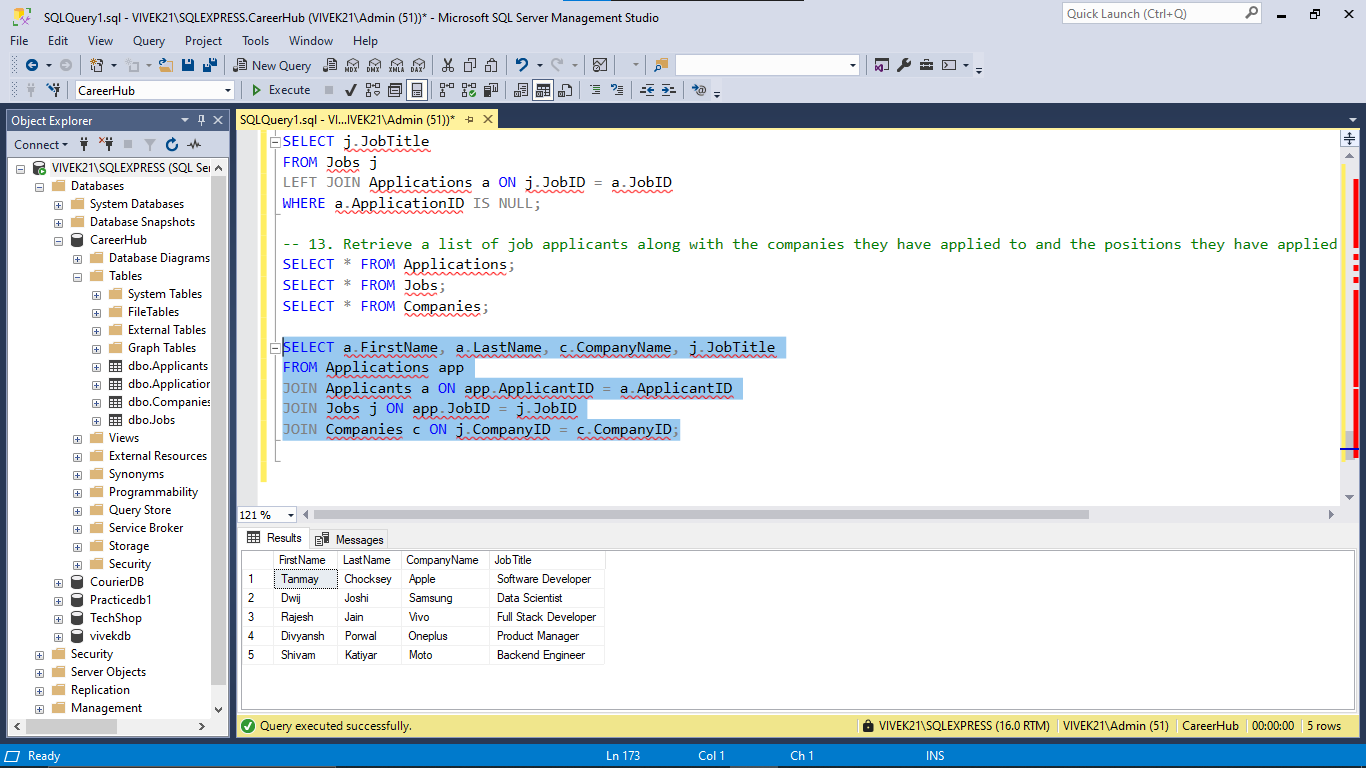 SQLQuery1.sql - VIVEK21\SQLEXPRESS.CareerHub (VIVEK21\Admin (51))* - Microsoft SQL Server Management Studio
Quick Launch (Ctrl+Q)
File Edit View Query Project Tools Window Help
New Query
MDX DMX XMLA DAX
CareerHub
Execute
Object Explorer
Connect
VIVEK21\SQLEXPRESS (SQL Ser
Databases
System Databases
Database Snapshots
CareerHub
Database Diagrams
Tables
System Tables
FileTables
External Tables
Graph Tables
dbo.Applicants
dbo.Application
dbo.Companies
dbo.Jobs
Views
External Resources
Synonyms
Programmability
Query Store
Service Broker
Storage
Security
CourierDB
Practicedb1
TechShop
vivekdb
Security
Server Objects
Replication
Management
SQLQuery1.sql - VI...IVEK21\Admin (51))*
SELECT j.JobTitle
FROM Jobs j
LEFT JOIN Applications a ON j.JobID = a.JobID
WHERE a.ApplicationID IS NULL;
-- 13. Retrieve a list of job applicants along with the companies they have applied to and the positions they have applied
SELECT * FROM Applications;
SELECT * FROM Jobs;
SELECT * FROM Companies;
SELECT a.FirstName, a.LastName, c.CompanyName, j.JobTitle
FROM Applications app
JOIN Applicants a ON app.ApplicantID = a.ApplicantID
JOIN Jobs j ON app.JobID = j.JobID
JOIN Companies c ON j.CompanyID = c.CompanyID;
121 %
Results Messages
FirstName LastName CompanyName JobTitle
1 Tanmay Chocksey Apple Software Developer
2 Dwij Joshi Samsung Data Scientist
3 Rajesh Jain Vivo Full Stack Developer
4 Divyansh Porwal Oneplus Product Manager
5 Shivam Katiyar Moto Backend Engineer
Query executed successfully.
VIVEK21\SQLEXPRESS (16.0 RTM) VIVEK21\Admin (51) CareerHub 00:00:00 5 rows
Ready Ln 173 Col 1 Ch 1 INS